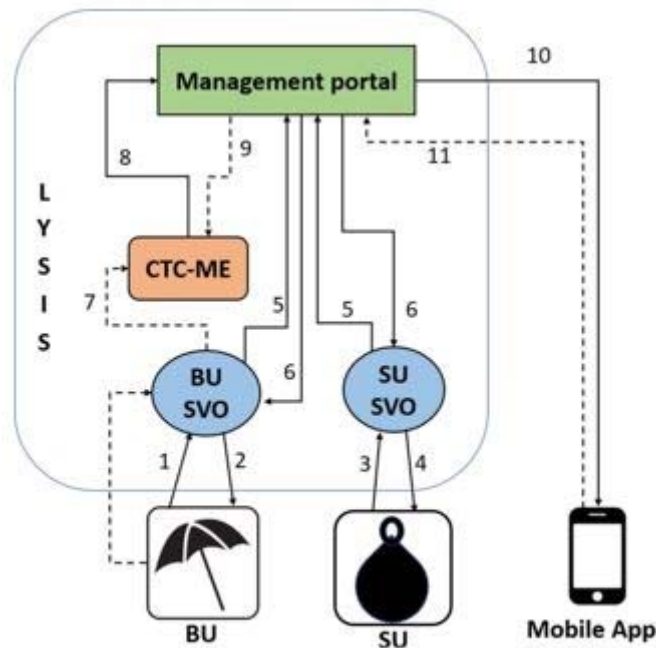 10
Management portal
8
9
11
L
Y
S
I
S
CTC-ME
7
5
5
6
6
BU
SVO
SU
SVO
1
2
3
4
BU
SU
Mobile App